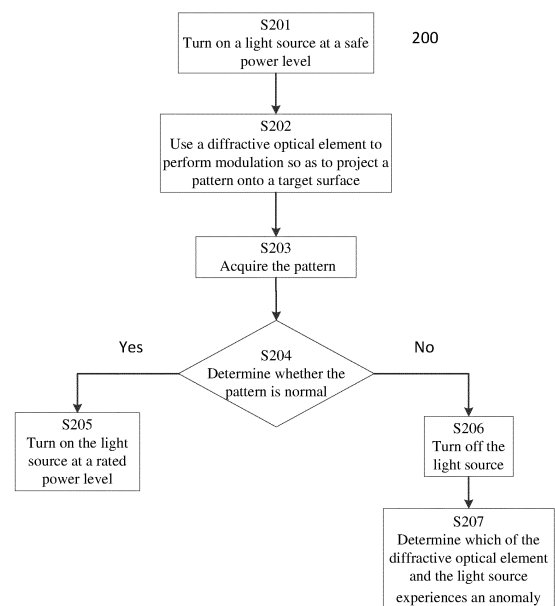 S201
Turn on a light source at a safe
power level
200
S202
Use a diffractive optical element to
perform modulation so as to project a
pattern onto a target surface
S203
Acquire the pattern
Yes
No
S204
Determine whether the
pattern is normal
S205
Turn on the light
source at a rated
power level
S206
Turn off the
light source
S207
Determine which of the
diffractive optical element
and the light source
experiences an anomaly